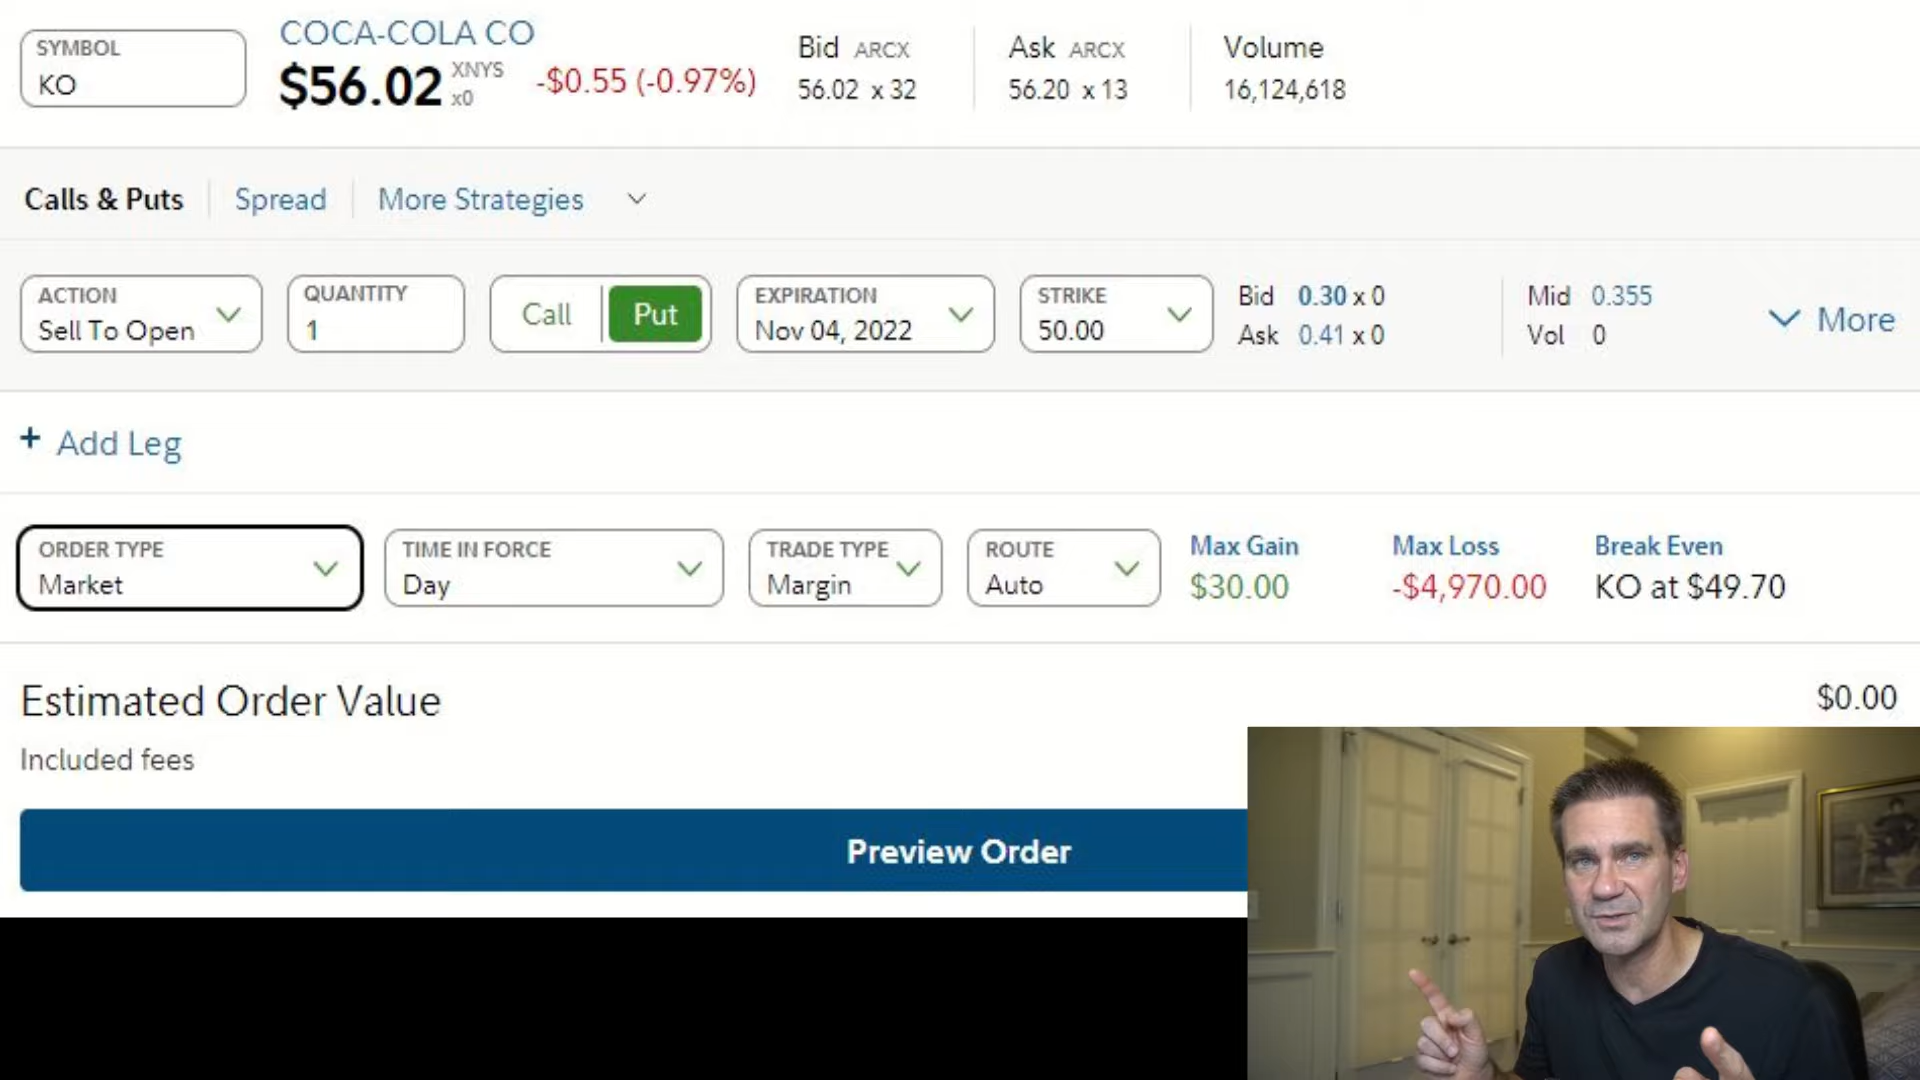 SYMBOL
KO
COCA-COLA CO
$56.02 XNYS x0 -$0.55 (-0.97%)
Bid ARCX
56.02 x 32
Ask ARCX
56.20 x 13
Volume
16,124,618
Calls & Puts Spread More Strategies
ACTION
Sell To Open
QUANTITY
1
Call Put
EXPIRATION
Nov 04, 2022
STRIKE
50.00
Bid 0.30 x 0
Ask 0.41 x 0
Mid 0.355
Vol 0
More
+ Add Leg
ORDER TYPE
Market
TIME IN FORCE
Day
TRADE TYPE
Margin
ROUTE
Auto
Max Gain
$30.00
Max Loss
-$4,970.00
Break Even
KO at $49.70
Estimated Order Value $0.00
Included fees
Preview Order